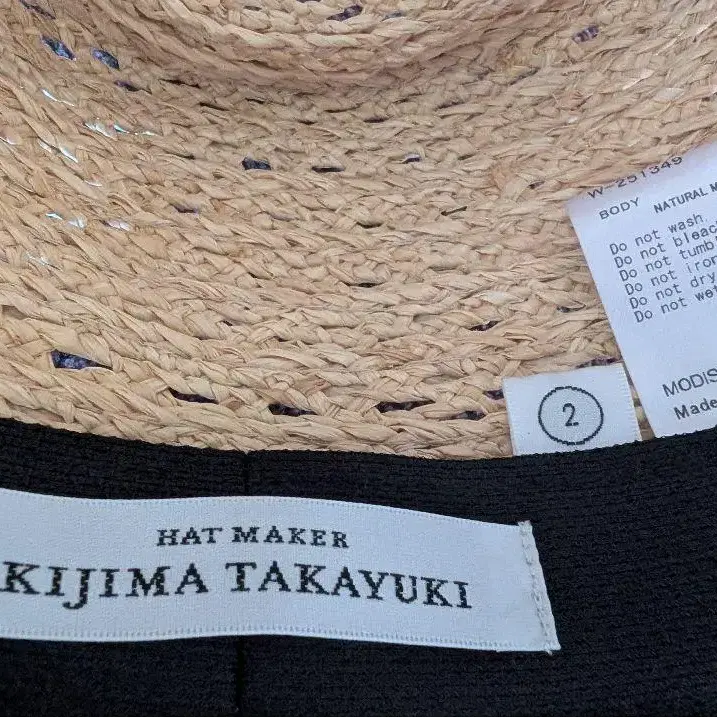 W-251349
BODY NATURAL M
Do not wash.
Do not bleac
Do not tumb
Do not iron
Do not dry
Do not we
MODIS
Made
2
HAT MAKER
KIJIMA TAKAYUKI